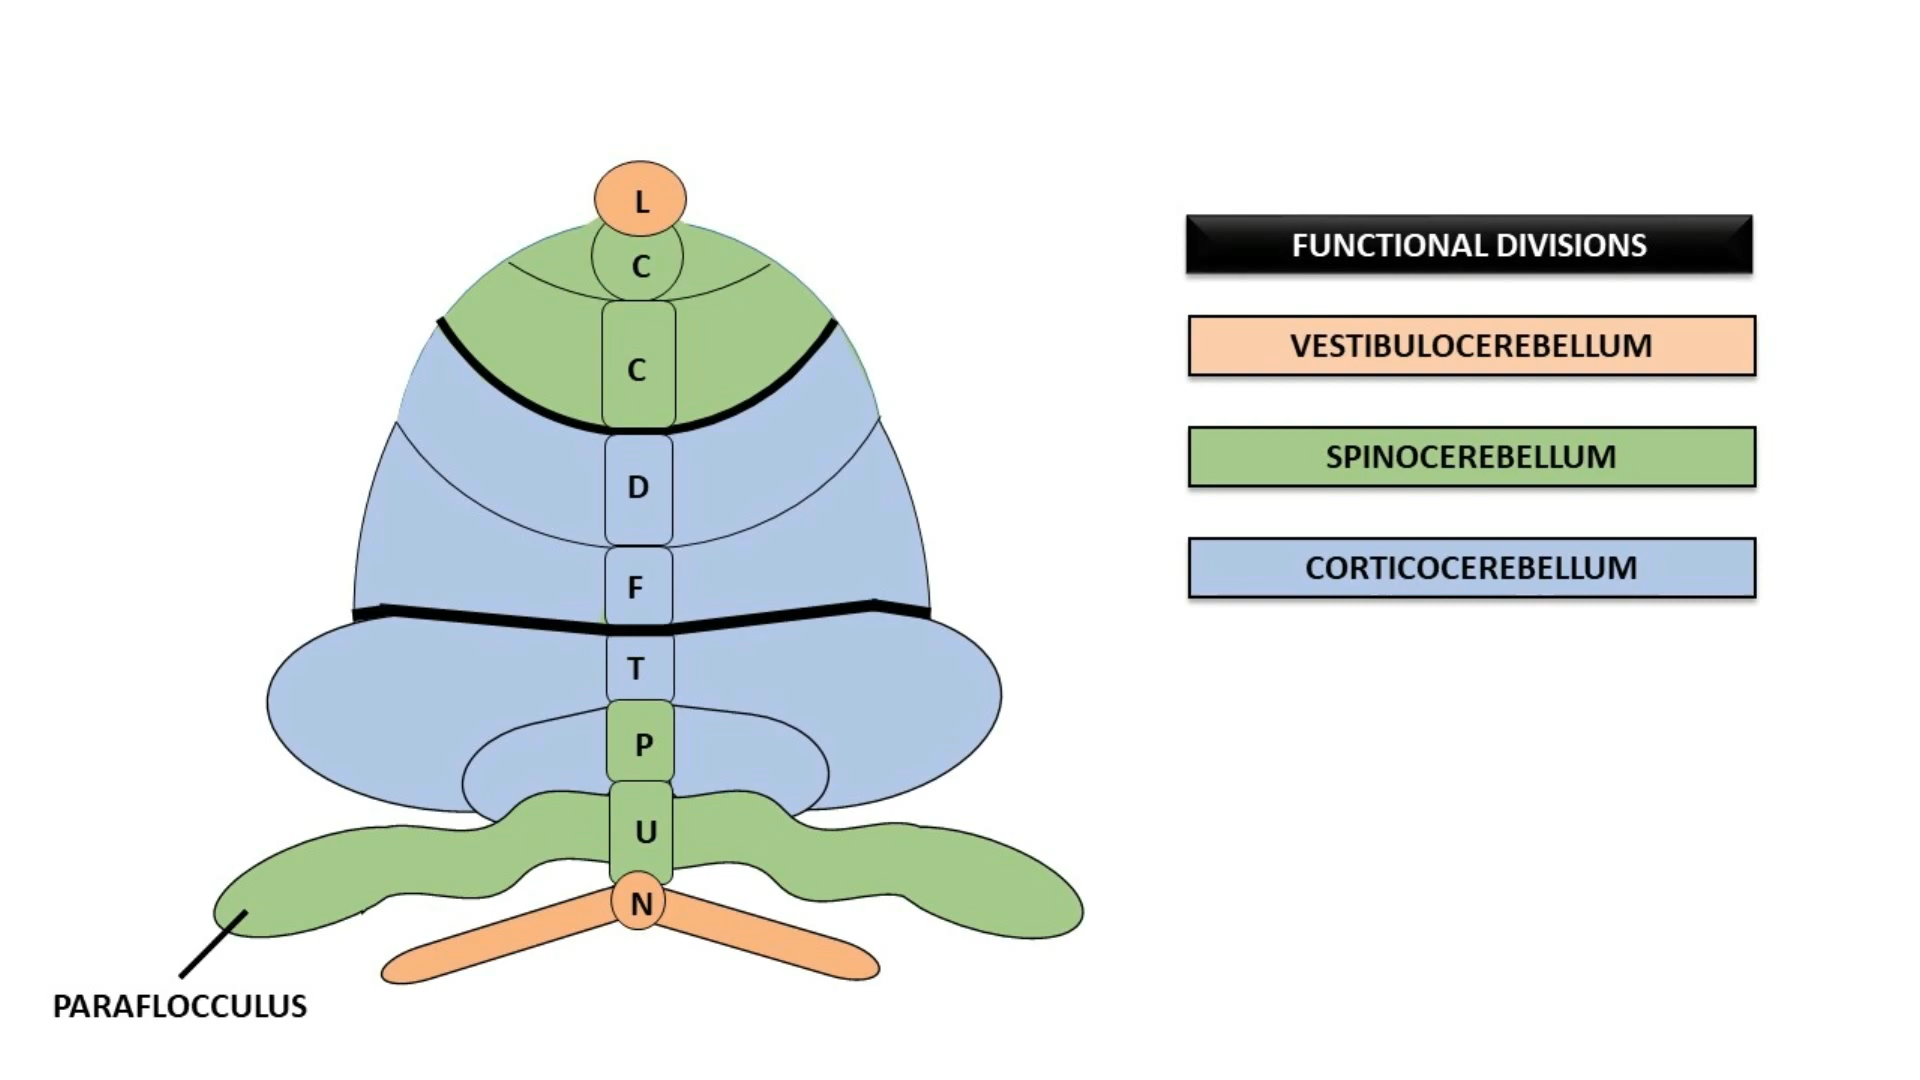 L
C
C
D
F
T
P
U
N
PARAFLOCCULUS
FUNCTIONAL DIVISIONS
VESTIBULOCEREBELLUM
SPINOCEREBELLUM
CORTICOCEREBELLUM